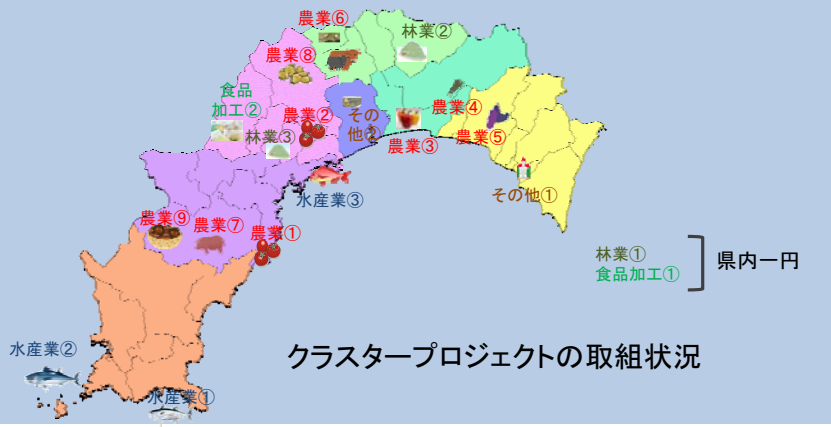 農業⑥
林業②
農業⑧
食品
加工②
農業②
その
他②
農業④
林業③
農業③
農業⑤
水産業③
その他①
農業⑨
農業⑦
農業①
林業①
食品加工①
県内一円
水産業②
クラスタープロジェクトの取組状況
水産業①